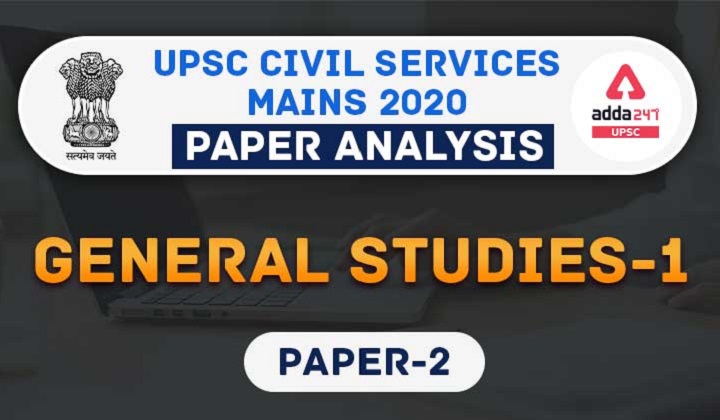 UPSC CIVIL SERVICES
MAINS 2020
PAPER ANALYSIS
सत्यमेव जयते
adda247
UPSC
GENERAL STUDIES-1
PAPER-2